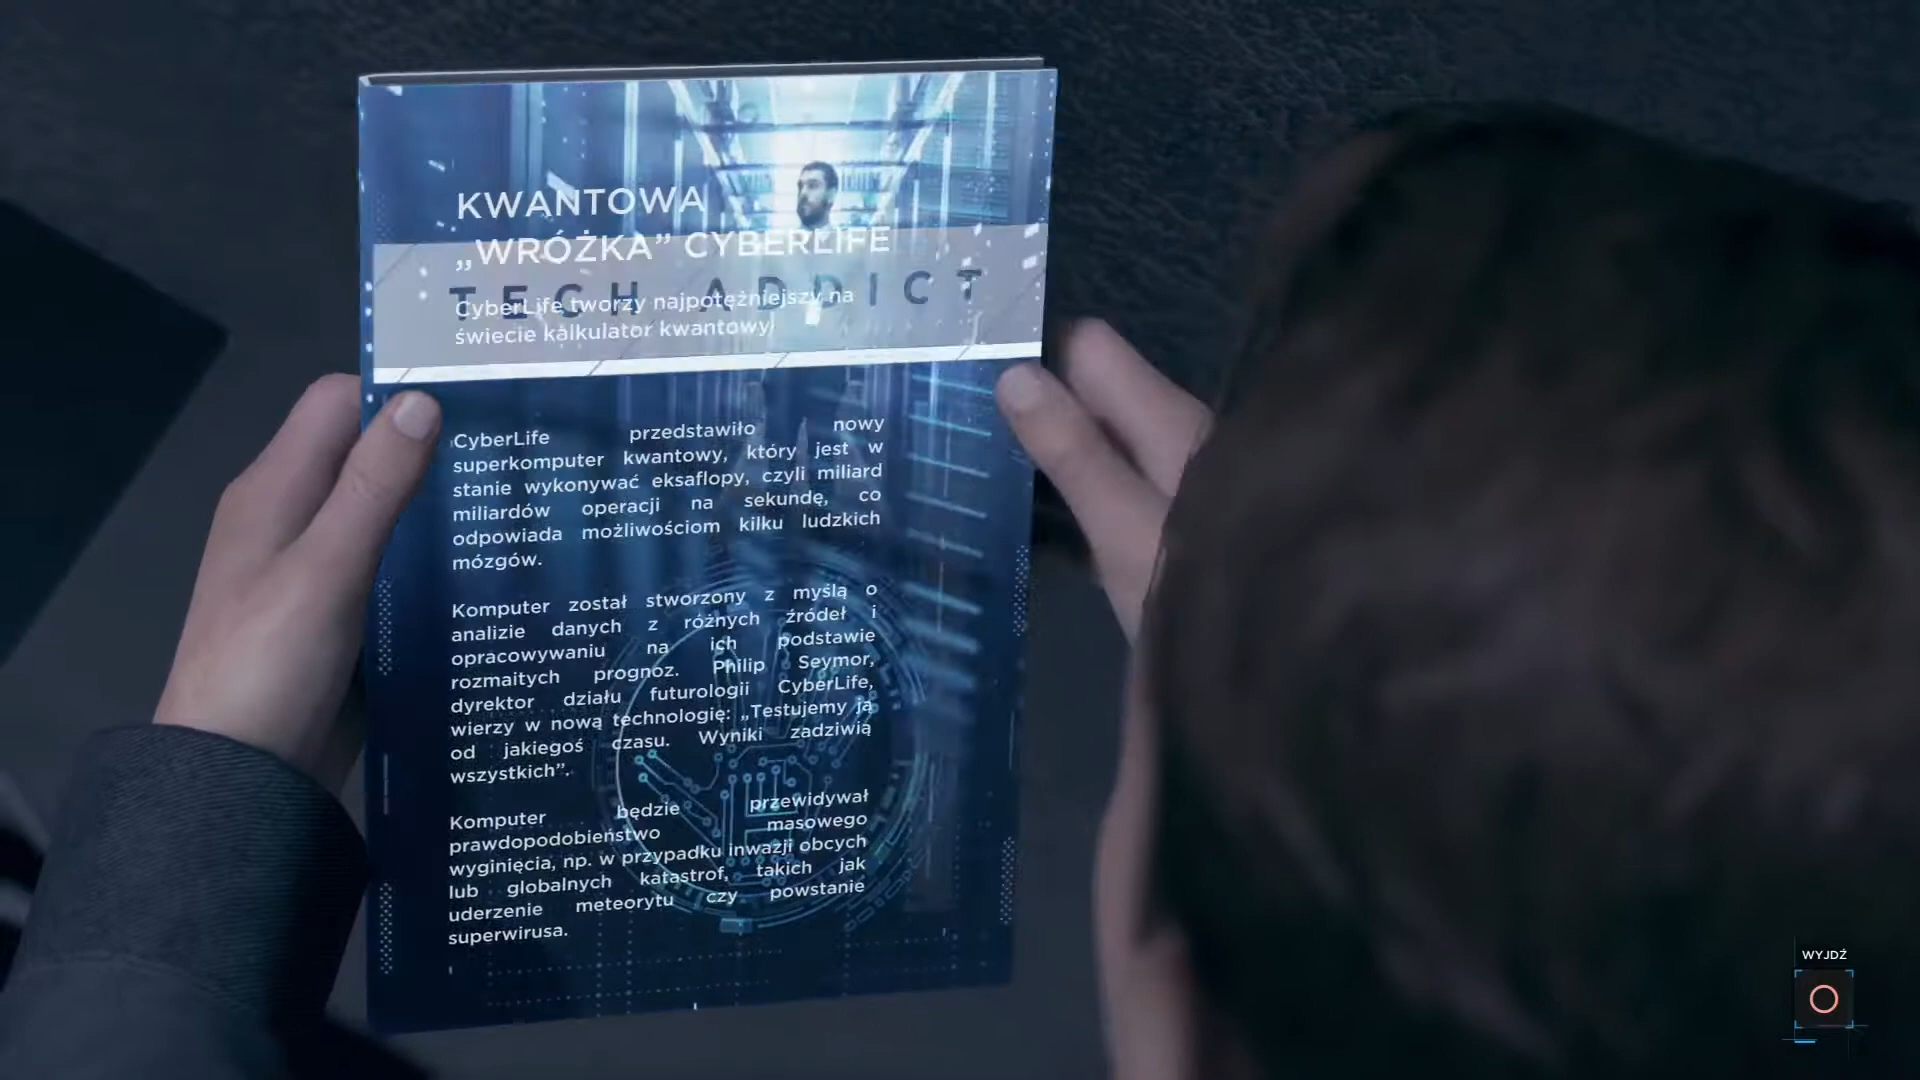 KWANTOWA
„WRÓŻKA” CYBERLIFE
TECH ADDICT
CyberLife tworzy najpotężniejszy na
świecie kalkulator kwantowy
CyberLife przedstawiło nowy
superkomputer kwantowy, który jest w
stanie wykonywać eksaflopy, czyli miliard
miliardów operacji na sekundę, co
odpowiada możliwościom kilku ludzkich
mózgów.
Komputer został stworzony z myślą o
analizie danych z różnych źródeł i
opracowywaniu na ich podstawie
rozmaitych prognoz. Philip Seymor,
dyrektor działu futurologii CyberLife,
wierzy w nową technologię: „Testujemy ją
od jakiegoś czasu. Wyniki zadziwią
wszystkich”.
Komputer będzie przewidywał
prawdopodobieństwo masowego
wyginięcia, np. w przypadku inwazji obcych
lub globalnych katastrof, takich jak
uderzenie meteorytu czy powstanie
superwirusa.
WYJDŹ